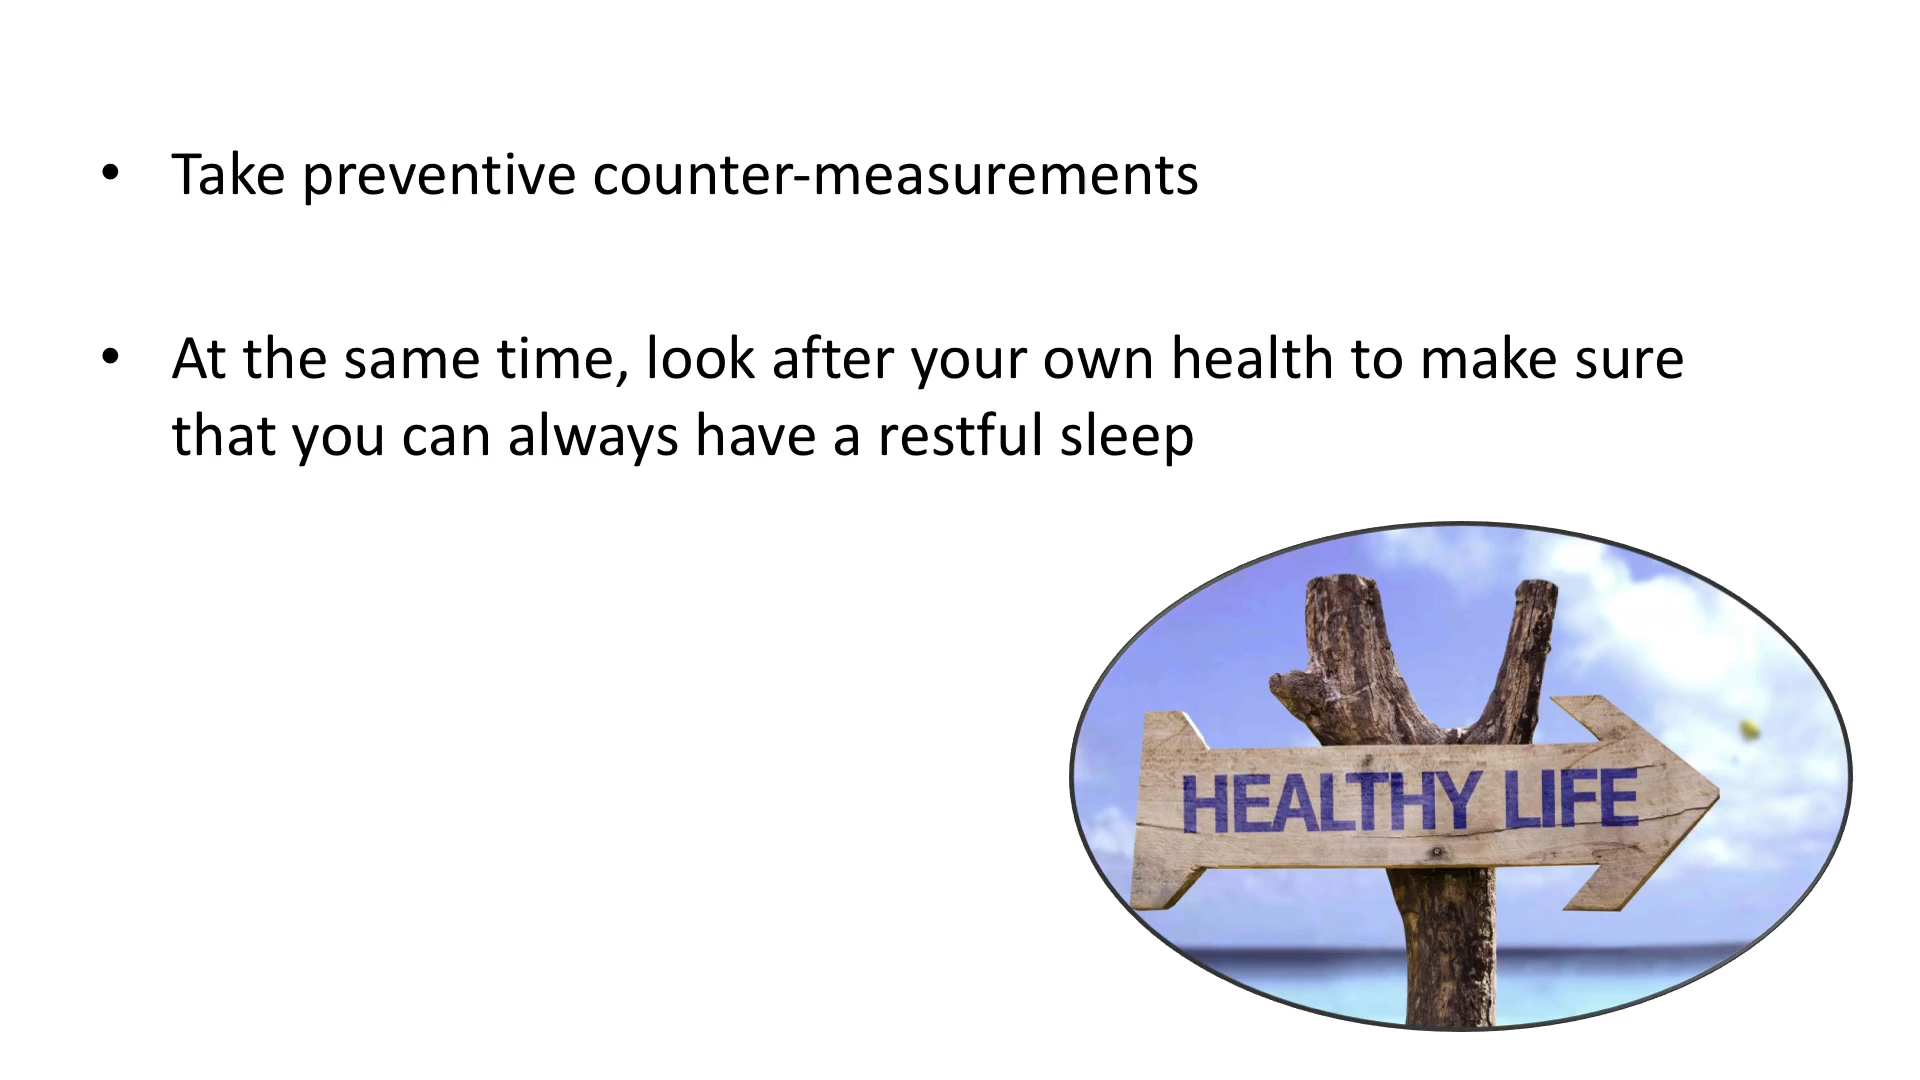 • Take preventive counter-measurements
• At the same time, look after your own health to make sure
that you can always have a restful sleep
HEALTHY LIFE